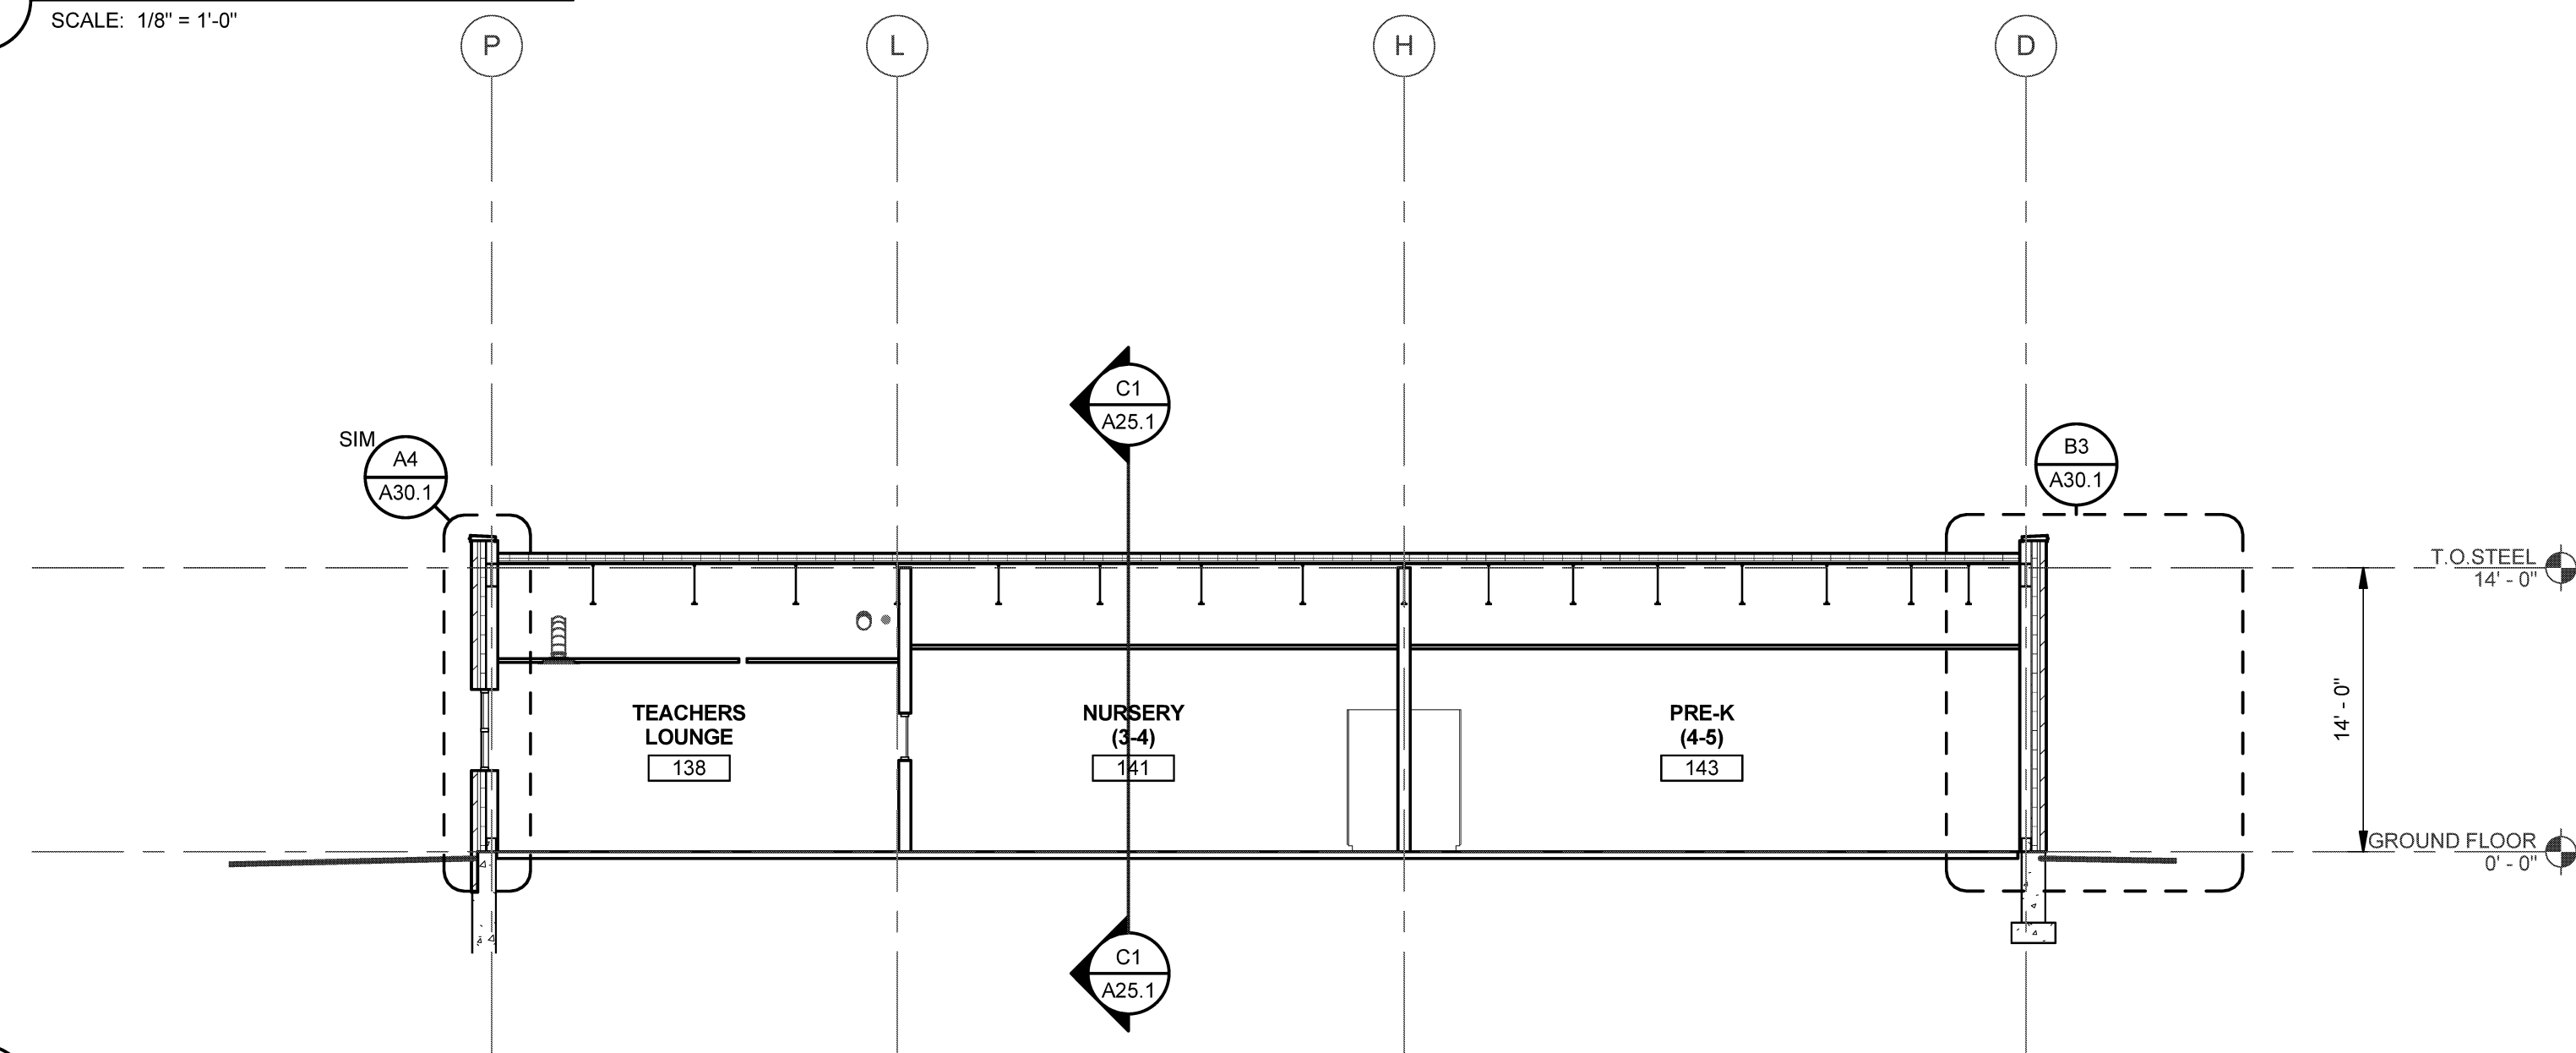 SCALE: 1/8" = 1'-0"
P
L
H
D
C1
A25.1
SIM
A4
A30.1
B3
A30.1
T.O.STEEL
14' - 0"
14' - 0"
TEACHERS
LOUNGE
138
NURSERY
(3-4)
141
PRE-K
(4-5)
143
GROUND FLOOR
0' - 0"
C1
A25.1